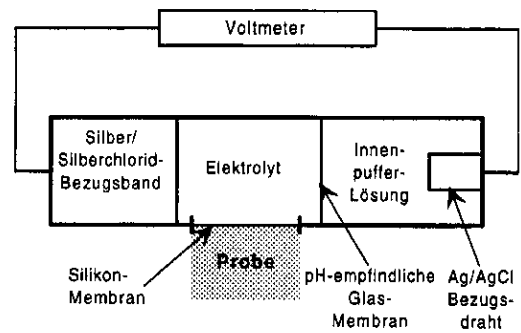 Voltmeter
Silber/
Silberchlorid-
Bezugsband
Elektrolyt
Innen-
puffer-
Lösung
Silikon-
Membran
Probe
pH-empfindliche
Glas-
Membran
Ag/AgCl
Bezugs-
draht